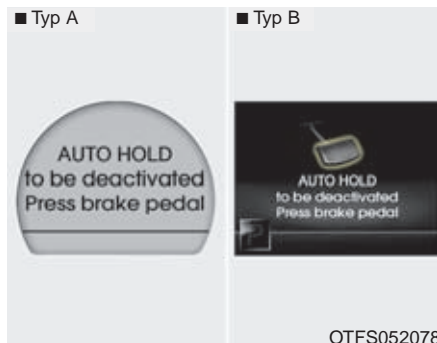 ■ Typ A
AUTO HOLD
to be deactivated
Press brake pedal
■ Typ B
AUTO HOLD
to be deactivated
Press brake pedal
OTFS052078